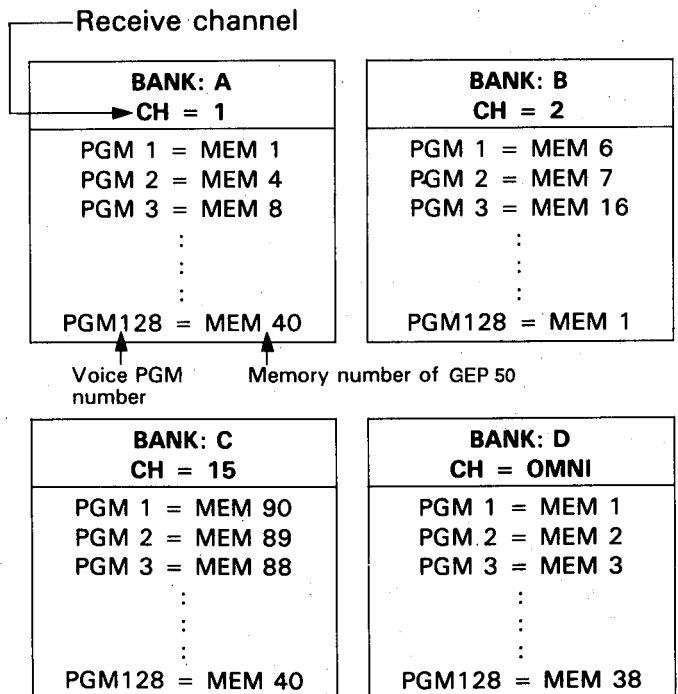 Receive channel
BANK: A
CH = 1
PGM 1 = MEM 1
PGM 2 = MEM 4
PGM 3 = MEM 8
:
:
:
PGM128 = MEM 40
Voice PGM
number
Memory number of GEP 50
BANK: B
CH = 2
PGM 1 = MEM 6
PGM 2 = MEM 7
PGM 3 = MEM 16
:
:
:
PGM128 = MEM 1
BANK: C
CH = 15
PGM 1 = MEM 90
PGM 2 = MEM 89
PGM 3 = MEM 88
:
:
:
PGM128 = MEM 40
BANK: D
CH = OMNI
PGM 1 = MEM 1
PGM 2 = MEM 2
PGM 3 = MEM 3
:
:
:
PGM128 = MEM 38